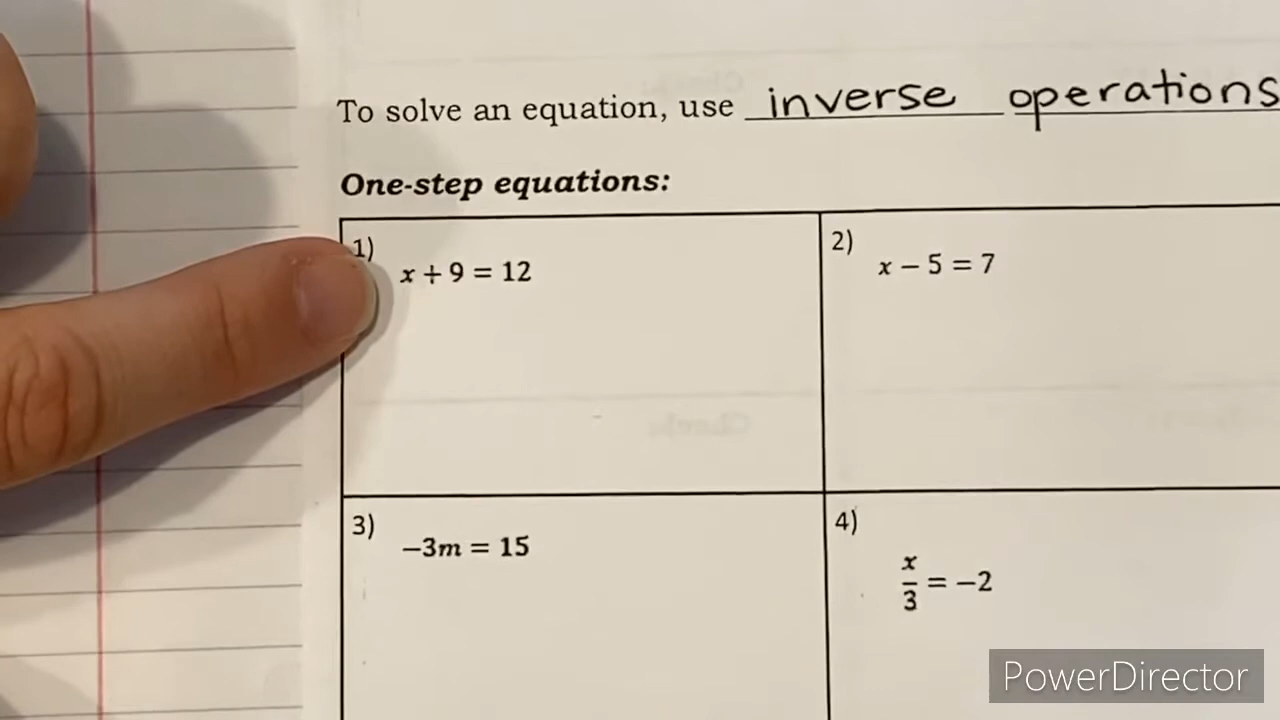 To solve an equation, use inverse operations
One-step equations:
1)
x + 9 = 12
2)
x − 5 = 7
3)
−3m = 15
4)
x/3 = −2
PowerDirector